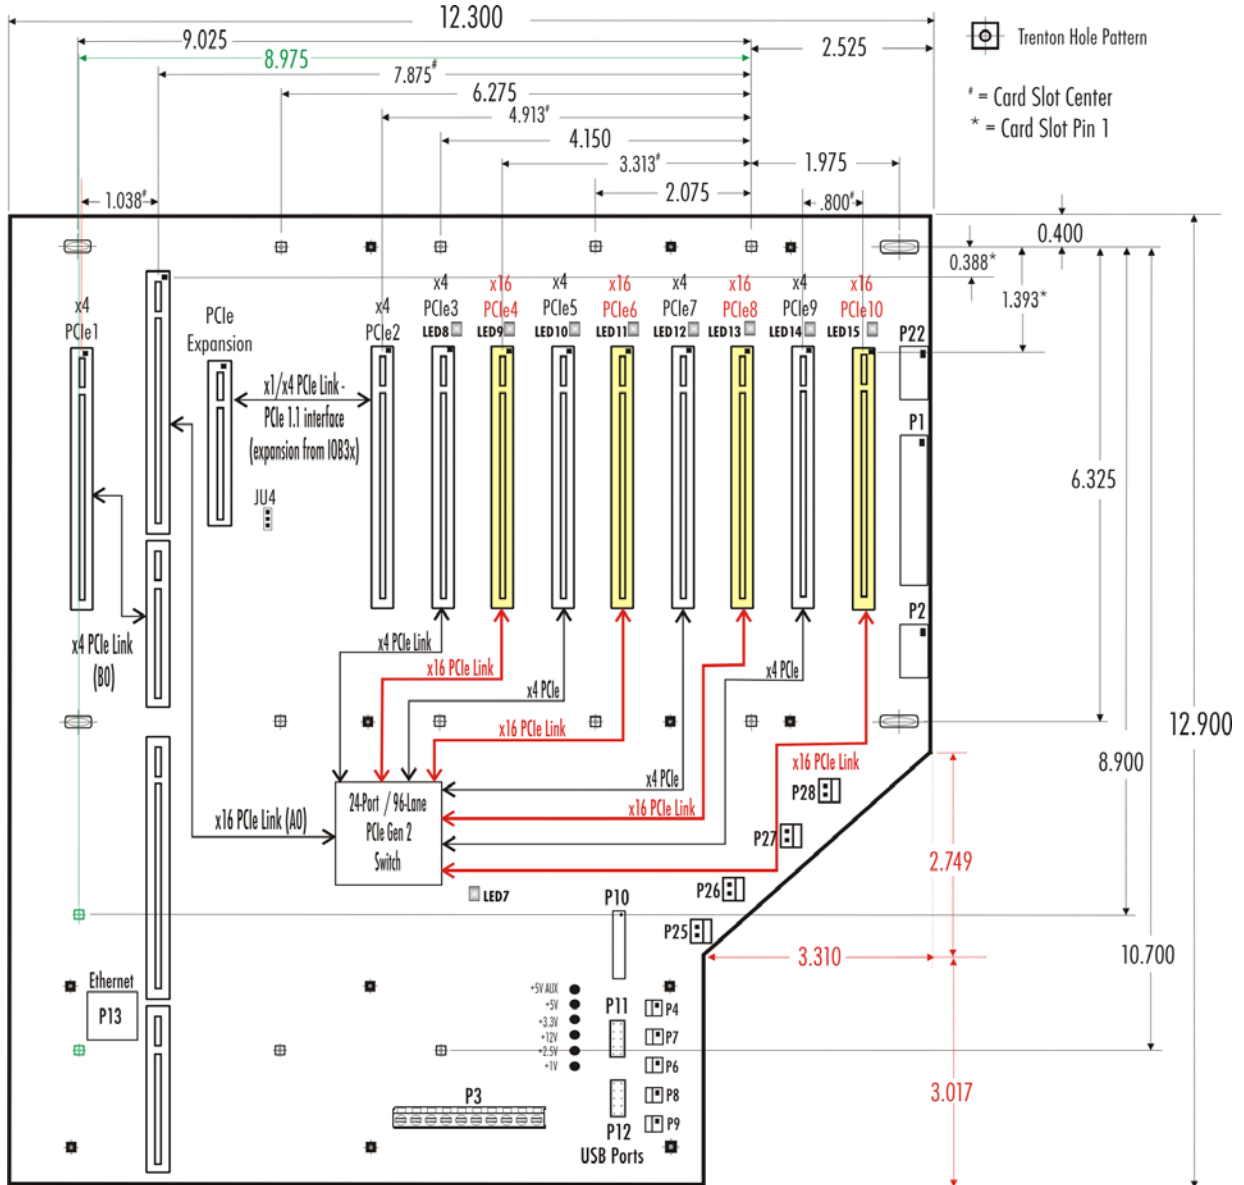 12.300
9.025
2.525
Trenton Hole Pattern
8.975
7.875#
6.275
# = Card Slot Center
4.913#
* = Card Slot Pin 1
4.150
3.313#
1.975
1.038#
2.075
.800#
0.400
0.388*
1.393*
x4
PCIe1
PCIe
Expansion
x4
PCIe2
x4
PCIe3
x16
PCIe4
x4
PCIe5
x16
PCIe6
x4
PCIe7
x16
PCIe8
x4
PCIe9
x16
PCIe10
LED8
LED9
LED10
LED11
LED12
LED13
LED14
LED15
P22
x1/x4 PCIe Link -
PCIe 1.1 interface
(expansion from IOB3x)
P1
JU4
6.325
P2
x4 PCIe Link
(B0)
x4 PCIe Link
x16 PCIe Link
x4 PCIe
x4 PCIe
x16 PCIe Link
12.900
x16 PCIe Link
8.900
x4 PCIe
P28
24-Port / 96-Lane
PCIe Gen 2
Switch
x16 PCIe Link
x16 PCIe Link (A0)
P27
2.749
LED7
P26
P10
P25
3.310
10.700
Ethernet
P13
+5V AUX
+5V
+3.3V
+12V
+2.5V
+1V
P11
P4
P7
P6
P8
P9
3.017
P3
P12
USB Ports